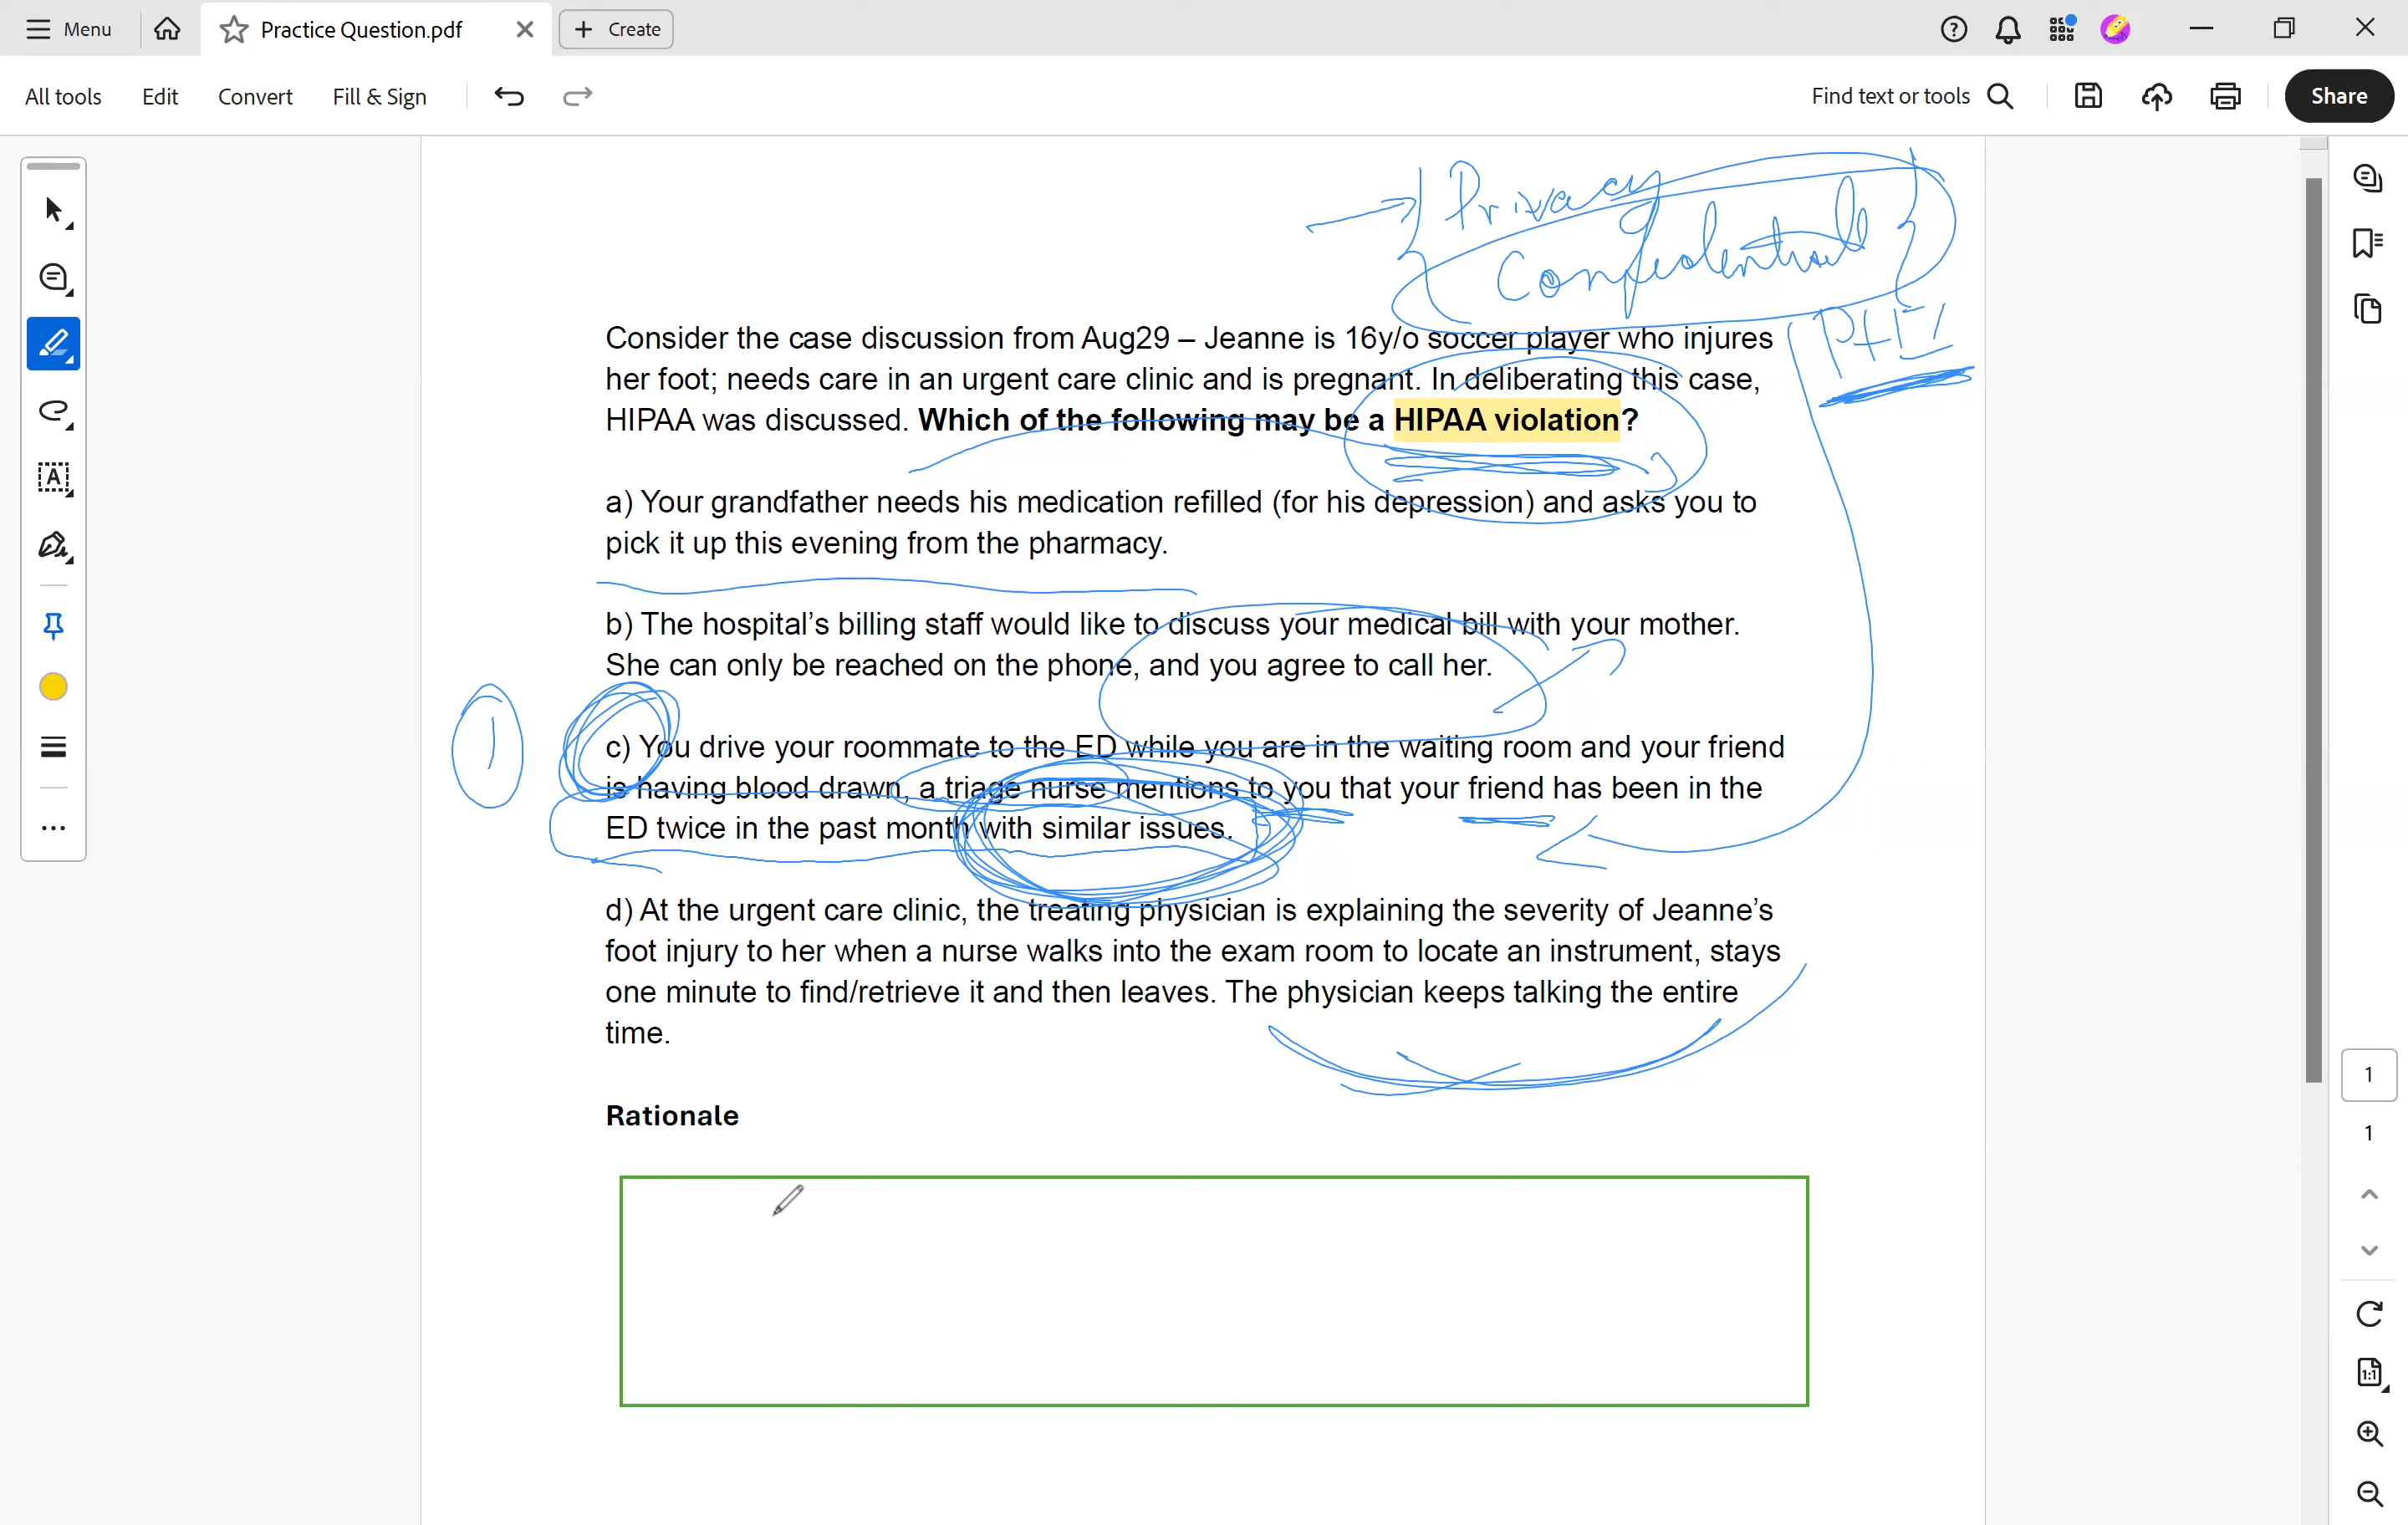 Menu
Practice Question.pdf
Create
All tools
Edit
Convert
Fill & Sign
Find text or tools
Share
Privacy
PHI
Consider the case discussion from Aug29 – Jeanne is 16y/o soccer player who injures
her foot; needs care in an urgent care clinic and is pregnant. In deliberating this case,
HIPAA was discussed. Which of the following may be a HIPAA violation?
a) Your grandfather needs his medication refilled (for his depression) and asks you to
pick it up this evening from the pharmacy.
b) The hospital’s billing staff would like to discuss your medical bill with your mother.
She can only be reached on the phone, and you agree to call her.
1
c) You drive your roommate to the ED while you are in the waiting room and your friend
is having blood drawn, a triage nurse mentions to you that your friend has been in the
ED twice in the past month with similar issues.
d) At the urgent care clinic, the treating physician is explaining the severity of Jeanne’s
foot injury to her when a nurse walks into the exam room to locate an instrument, stays
one minute to find/retrieve it and then leaves. The physician keeps talking the entire
time.
Rationale
1
1
1:1